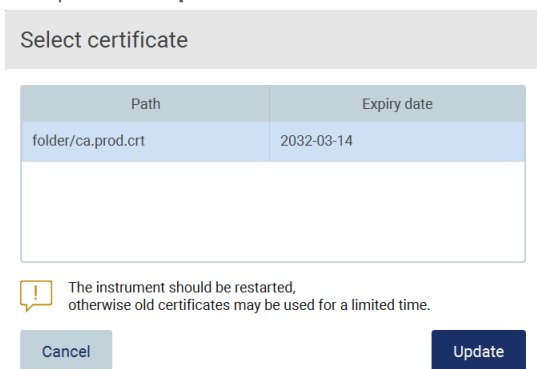 Select certificate
Path Expiry date
folder/ca.prod.crt 2032-03-14
The instrument should be restarted,
otherwise old certificates may be used for a limited time.
Cancel Update